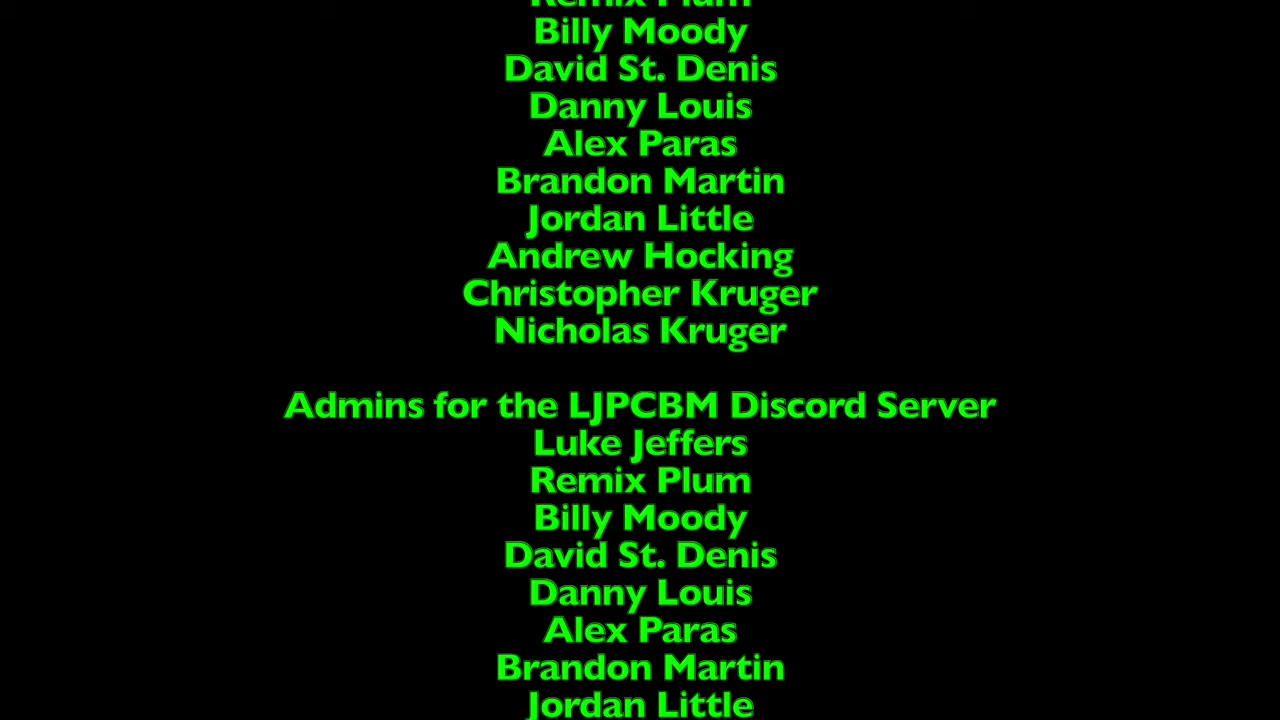 Remix Plum
Billy Moody
David St. Denis
Danny Louis
Alex Paras
Brandon Martin
Jordan Little
Andrew Hocking
Christopher Kruger
Nicholas Kruger
Admins for the LJPCBM Discord Server
Luke Jeffers
Remix Plum
Billy Moody
David St. Denis
Danny Louis
Alex Paras
Brandon Martin
Jordan Little